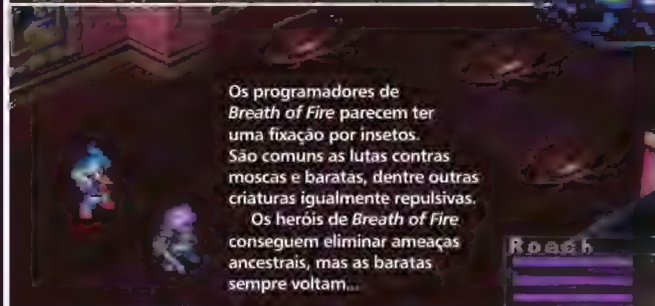 Os programadores de
Breath of Fire parecem ter
uma fixação por insetos.
São comuns as lutas contras
moscas e baratas, dentre outras
criaturas igualmente repulsivas.
Os heróis de Breath of Fire
conseguem eliminar ameaças
ancestrais, mas as baratas
sempre voltam...
Roach